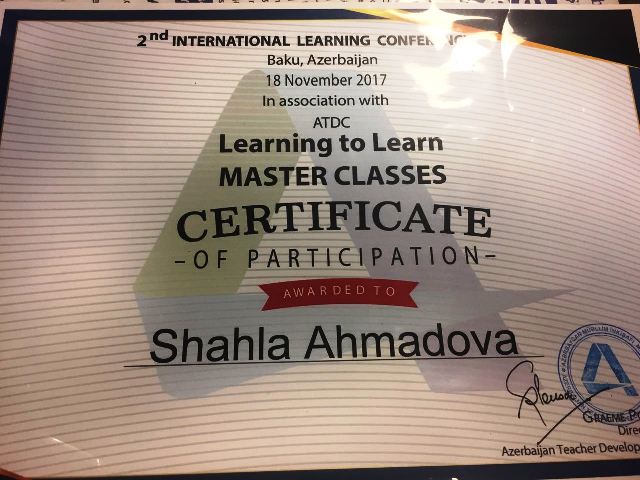 2nd INTERNATIONAL LEARNING
Baku, Azerbaijan
18 November 2017
In association with
ATDC
Learning to Learn
MASTER CLASSES
CERTIFICATE
-OF PARTICIPATION-
AWARDED TO
Shahla Ahmadova
GRAEME
Azerbaijan Teacher